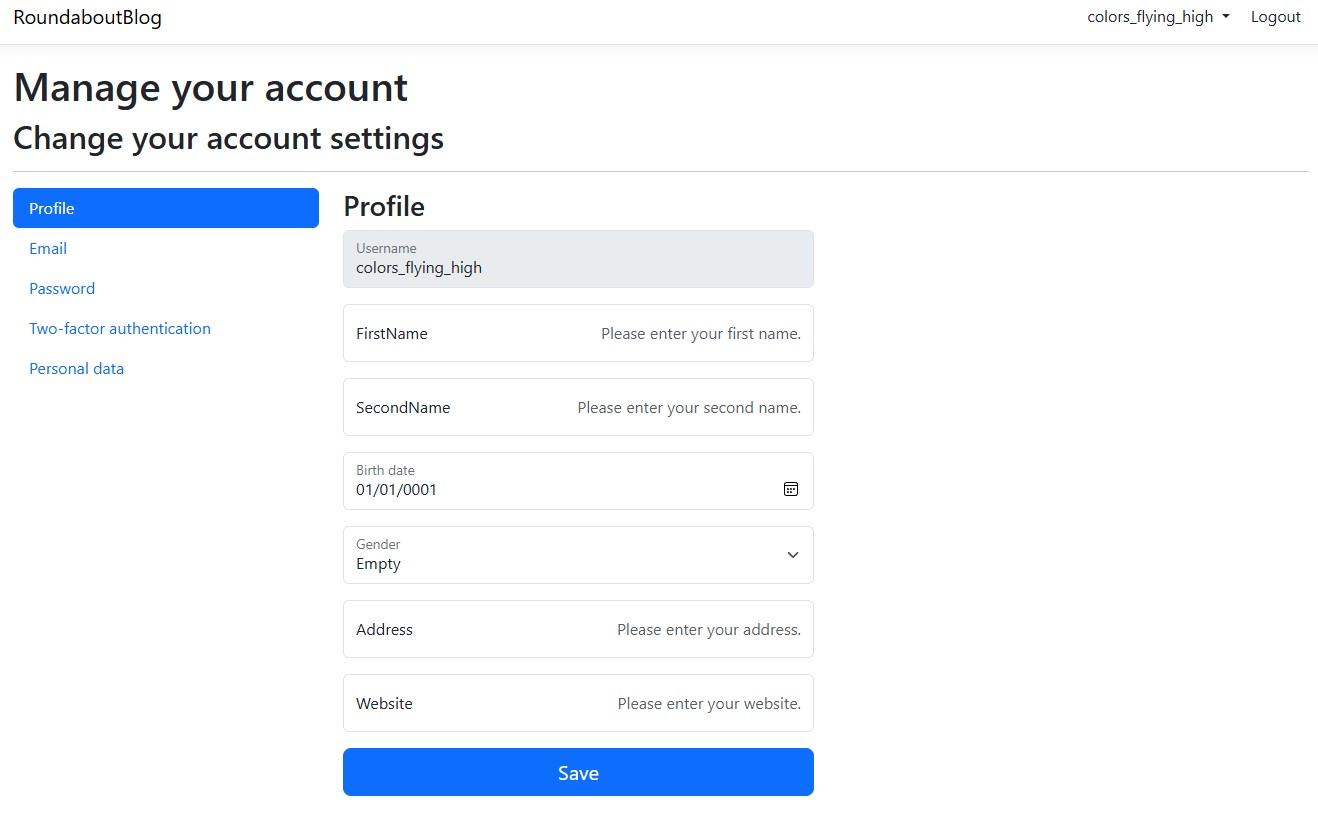 RoundaboutBlog
colors_flying_high
Logout
Manage your account
Change your account settings
Profile
Email
Password
Two-factor authentication
Personal data
Profile
Username
colors_flying_high
FirstName Please enter your first name.
SecondName Please enter your second name.
Birth date
01/01/0001
Gender
Empty
Address Please enter your address.
Website Please enter your website.
Save